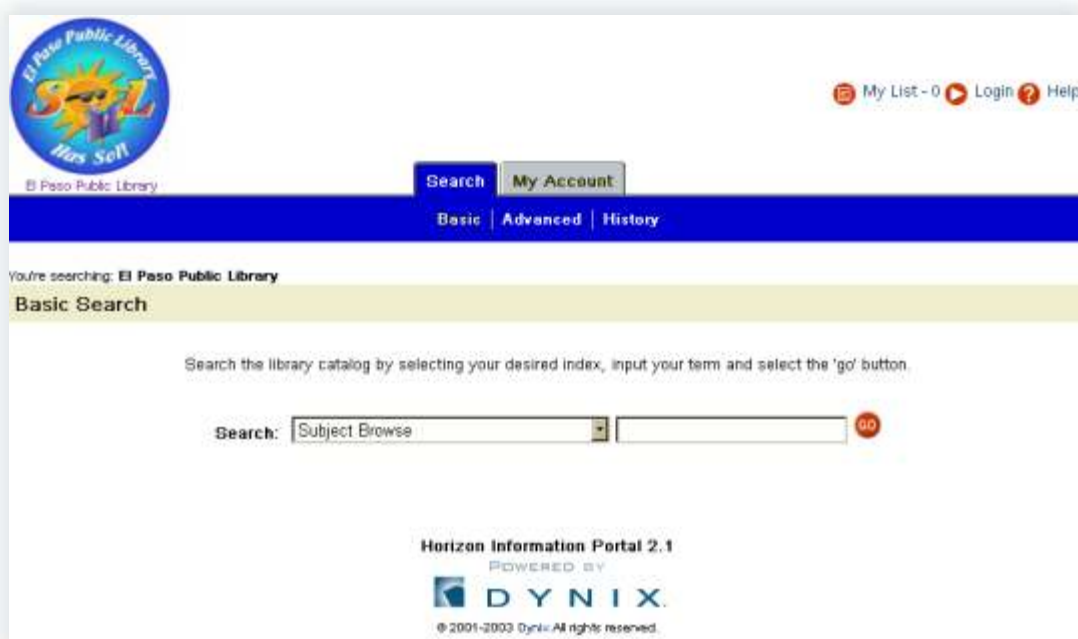 El Paso Public Library
SOL
Has Sol!
El Paso Public Library
My List - 0 Login ? Help
Search My Account
Basic | Advanced | History
You're searching: El Paso Public Library
Basic Search
Search the library catalog by selecting your desired index, input your term and select the 'go' button.
Search: Subject Browse GO
Horizon Information Portal 2.1
POWERED BY
DYNIX
© 2001-2003 Dynix All rights reserved.